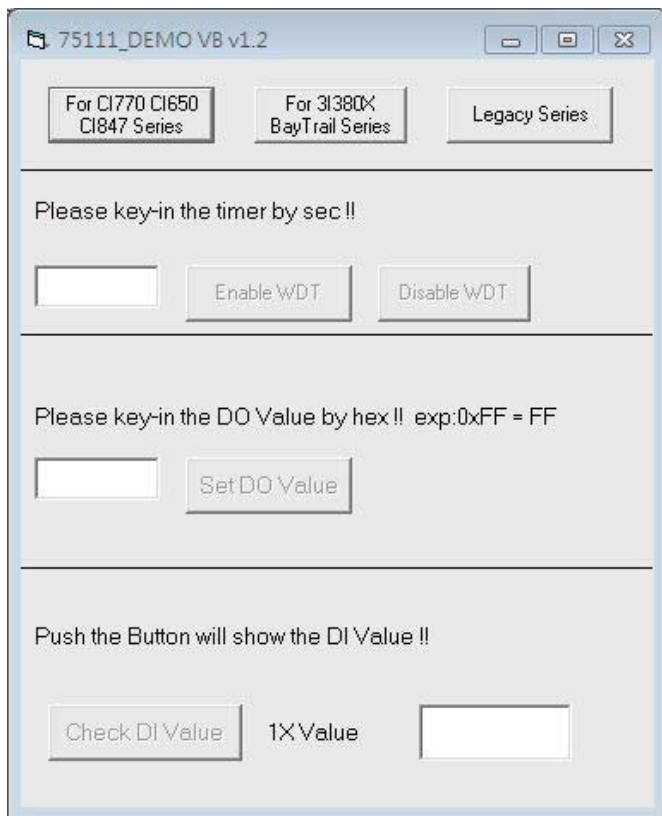 75111_DEMO VB v1.2
For CI770 CI650
CI847 Series
For 3I380X
BayTrail Series
Legacy Series
Please key-in the timer by sec !!
Enable WDT
Disable WDT
Please key-in the DO Value by hex !! exp:0xFF = FF
Set DO Value
Push the Button will show the DI Value !!
Check DI Value
1X Value